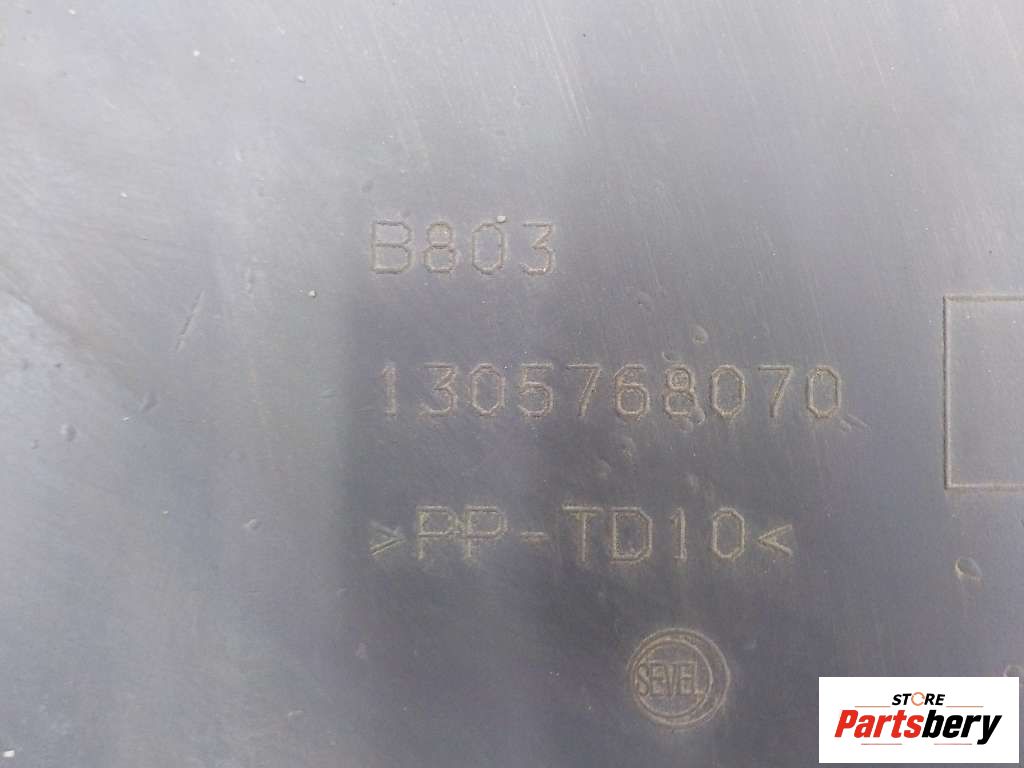 B803
1305768070
>PP-TD10<
SEVEL
STORE
Partsbery